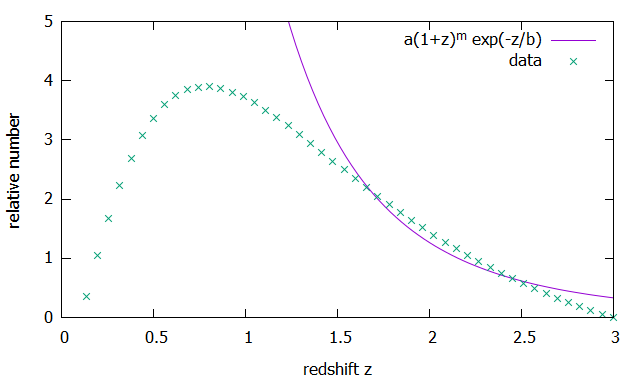 5
4
3
2
1
0
0 0.5 1 1.5 2 2.5 3
relative number
redshift z
a(1+z)ᵐ exp(-z/b)
data